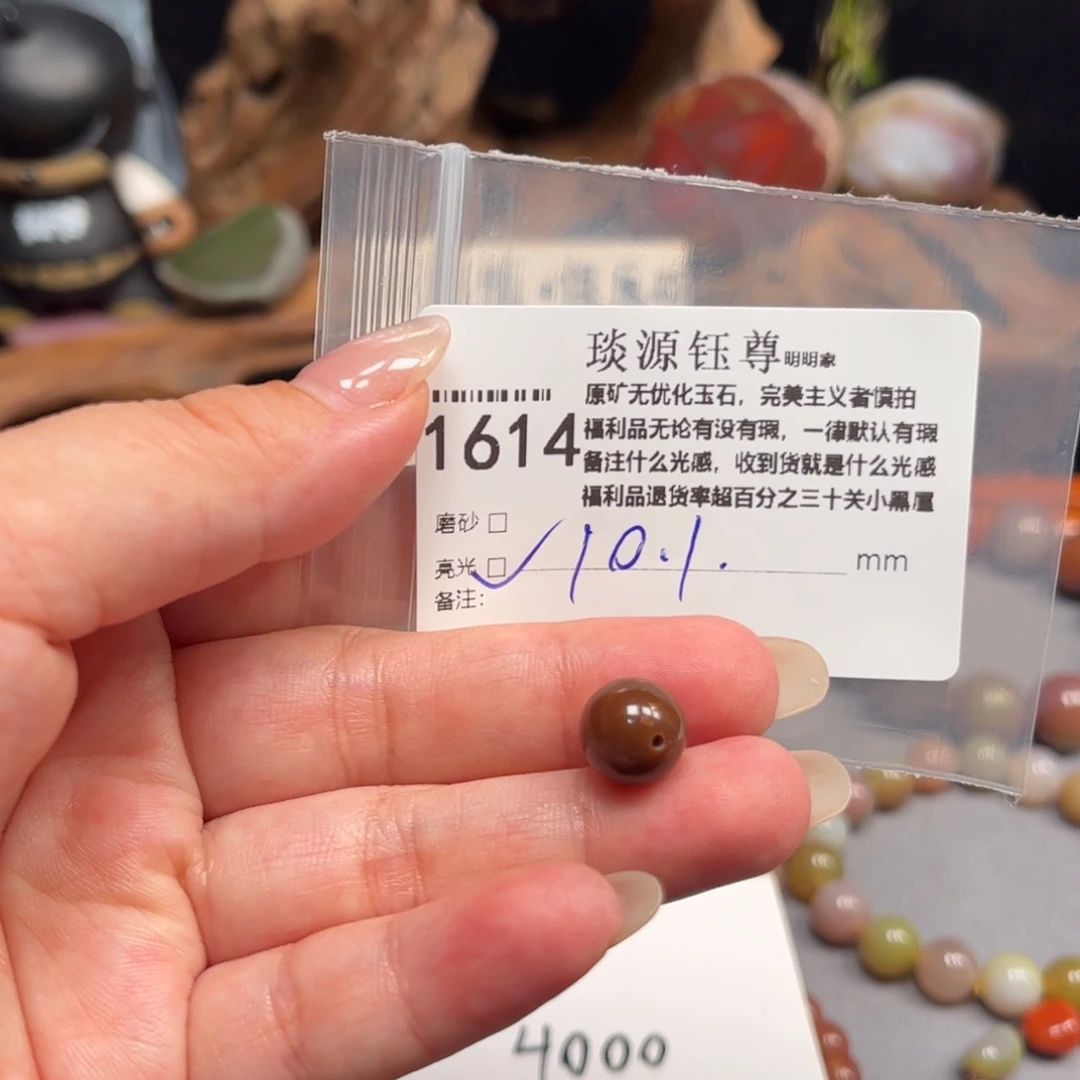 琰源钰尊明明家
原矿无优化玉石，完美主义者慎拍
1614
福利品无论有没有瑕，一律默认有瑕
备注什么光感，收到货就是什么光感
福利品退货率超百分之三十关小黑屋
磨砂 □
亮光 □ ✓ 10.1. mm
备注：
4000